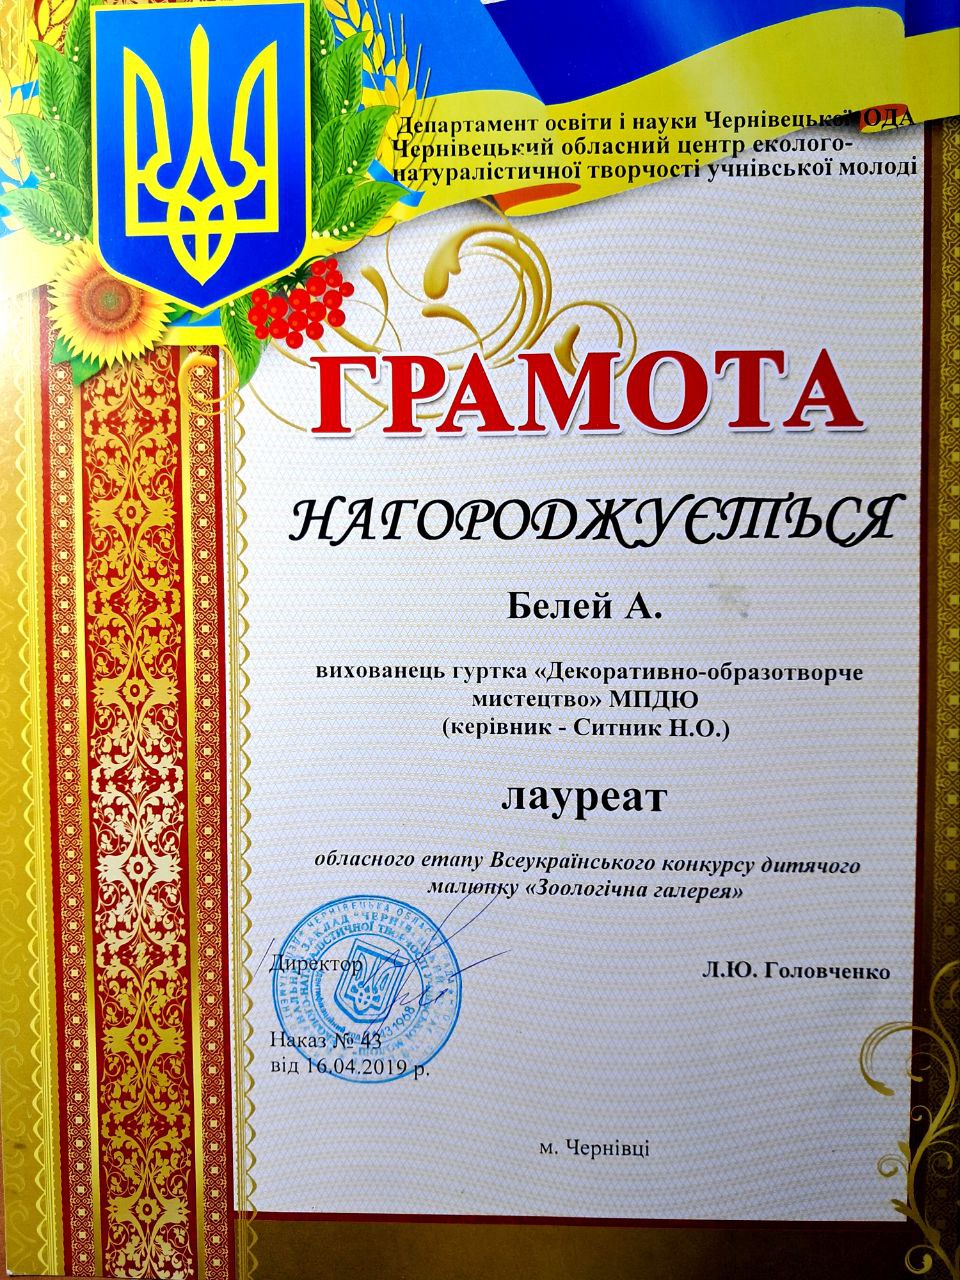 Департамент освіти і науки Чернівецької ОДА
Чернівецький обласний центр еколого-
натуралістичної творчості учнівської молоді
ГРАМОТА
НАГОРОДЖУЄТЬСЯ
Белей А.
вихованець гуртка «Декоративно-образотворче
мистецтво» МПДЮ
(керівник - Ситник Н.О.)
лауреат
обласного етапу Всеукраїнського конкурсу дитячого
малюнку «Зоологічна галерея»
Директор
Л.Ю. Головченко
Наказ № 43
від 16.04.2019 р.
м. Чернівці